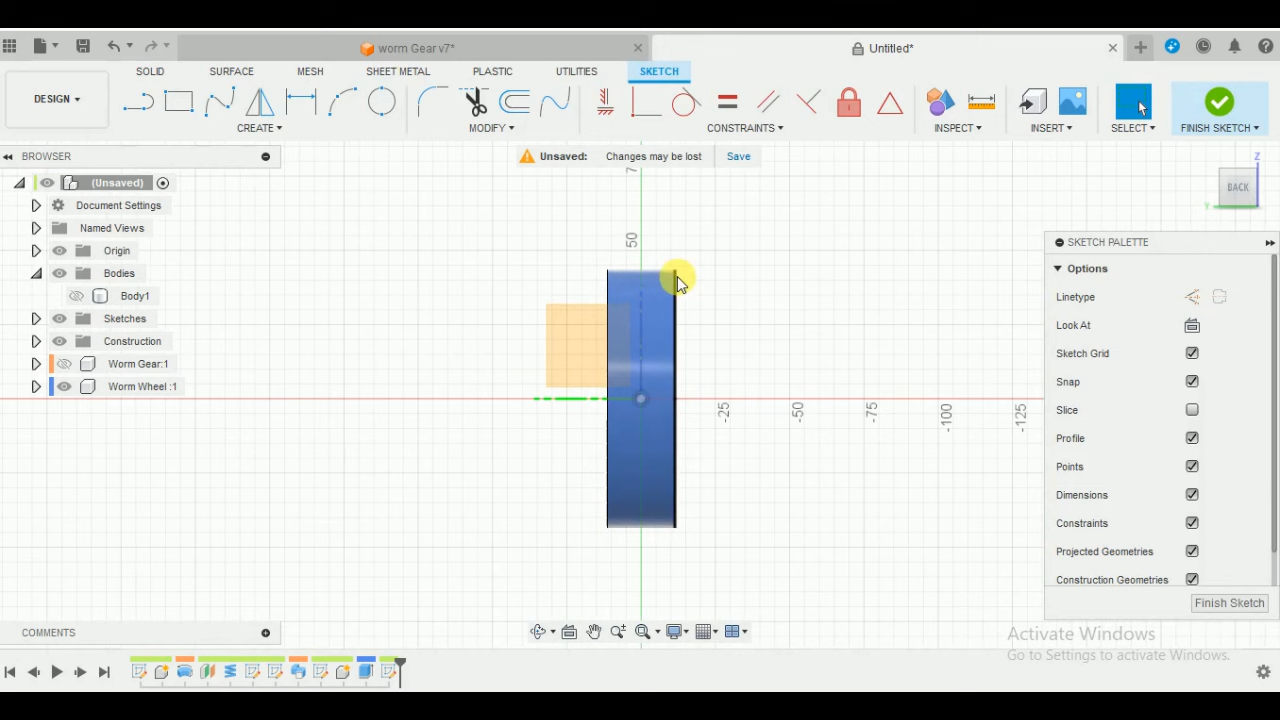 worm Gear v7*
Untitled*
DESIGN
SOLID
SURFACE
MESH
SHEET METAL
PLASTIC
UTILITIES
SKETCH
CREATE
MODIFY
CONSTRAINTS
INSPECT
INSERT
SELECT
FINISH SKETCH
BROWSER
Unsaved: Changes may be lost
Save
(Unsaved)
Document Settings
Named Views
Origin
Bodies
Body1
Sketches
Construction
Worm Gear:1
Worm Wheel :1
7
50
-25
-50
-75
-100
-125
Z
BACK
Y
SKETCH PALETTE
Options
Linetype
Look At
Sketch Grid
Snap
Slice
Profile
Points
Dimensions
Constraints
Projected Geometries
Construction Geometries
Finish Sketch
COMMENTS
Activate Windows
Go to Settings to activate Windows.